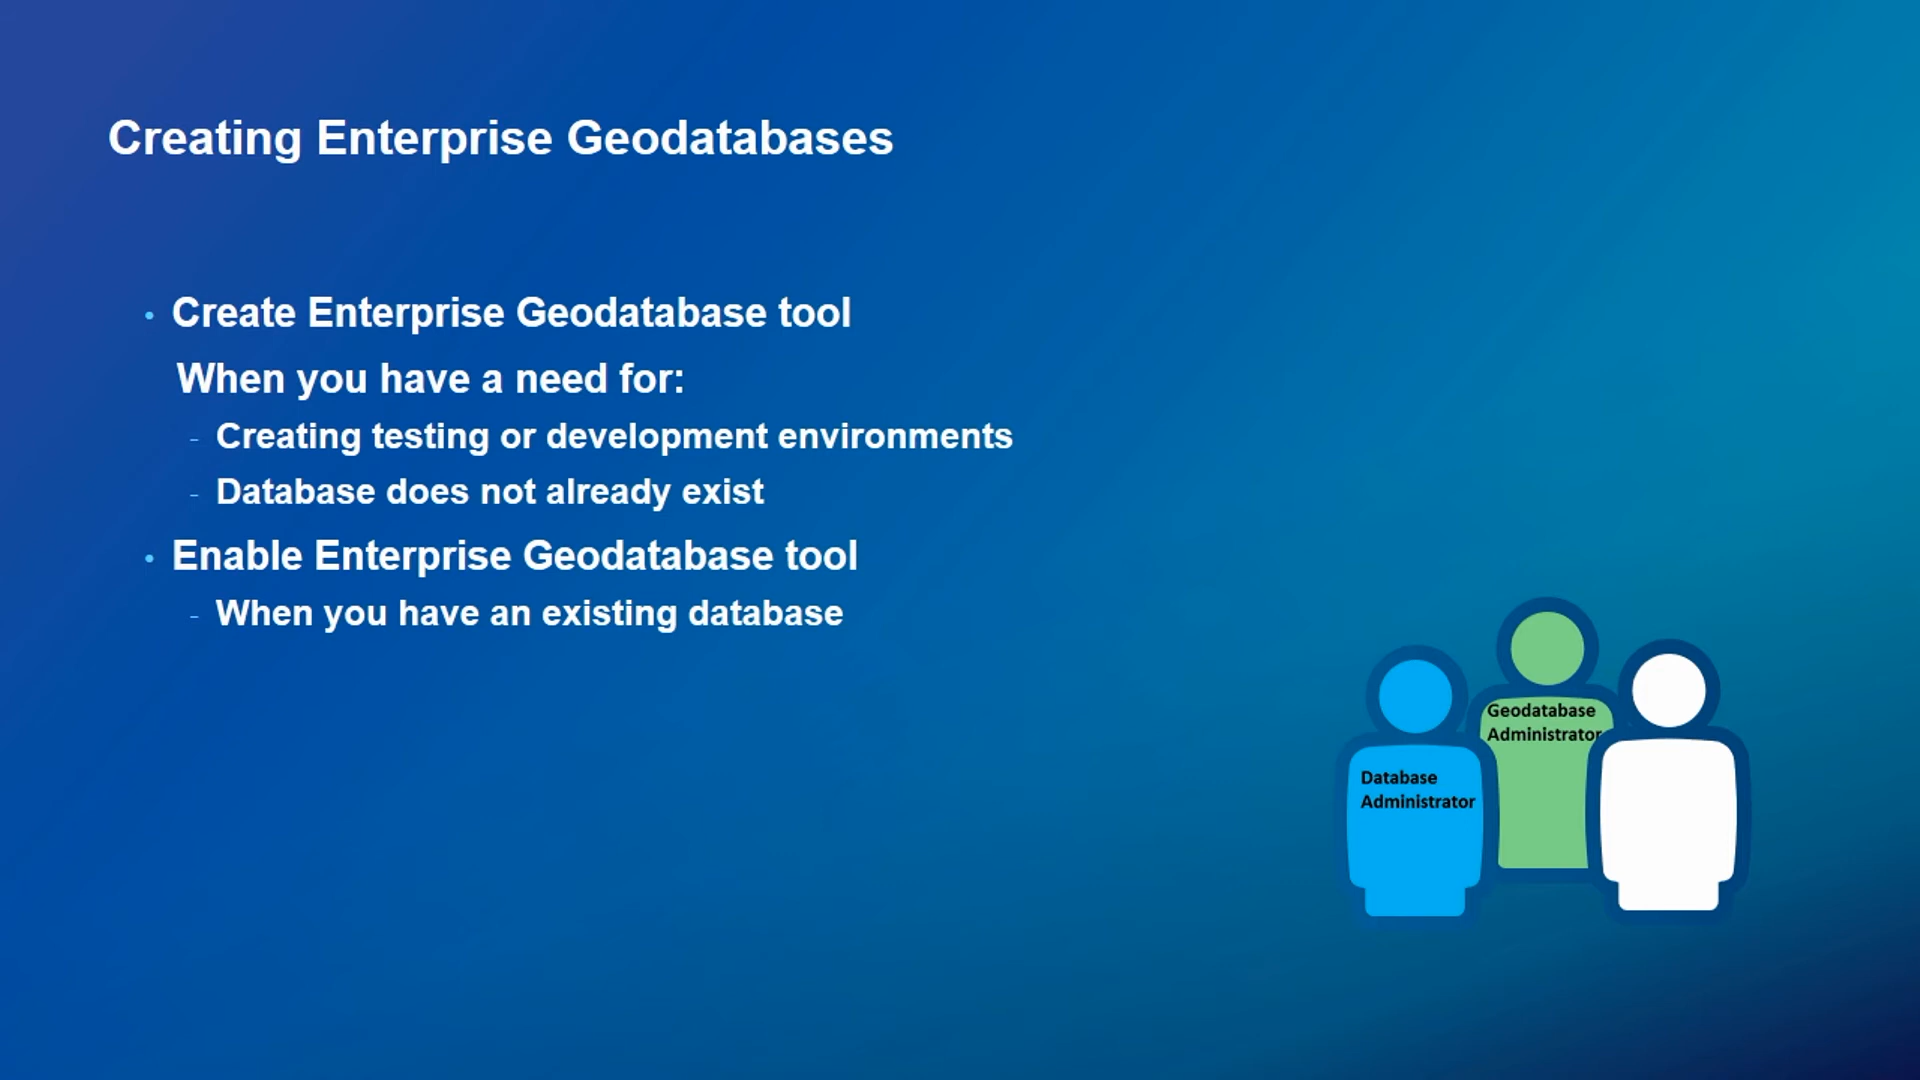 Creating Enterprise Geodatabases
• Create Enterprise Geodatabase tool
When you have a need for:
- Creating testing or development environments
- Database does not already exist
• Enable Enterprise Geodatabase tool
- When you have an existing database
Geodatabase
Administrator
Database
Administrator